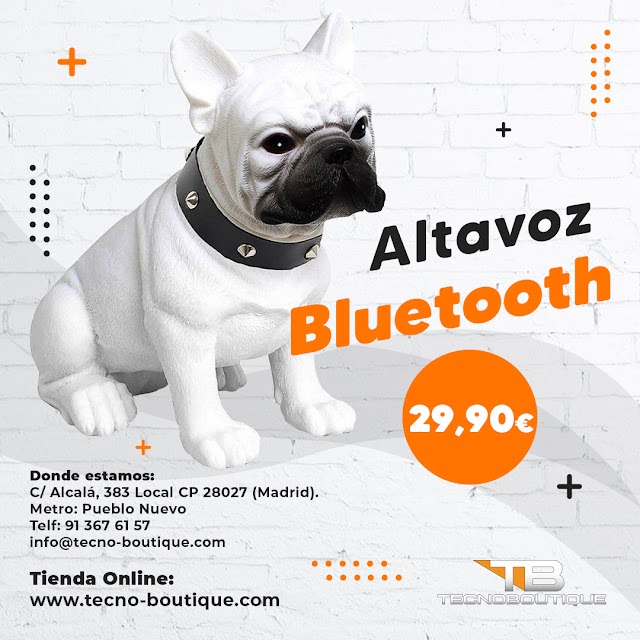 Altavoz
Bluetooth
29,90€
Donde estamos:
C/ Alcalá, 383 Local CP 28027 (Madrid).
Metro: Pueblo Nuevo
Telf: 91 367 61 57
info@tecno-boutique.com
Tienda Online:
www.tecno-boutique.com
TB
TECNOBOUTIQUE